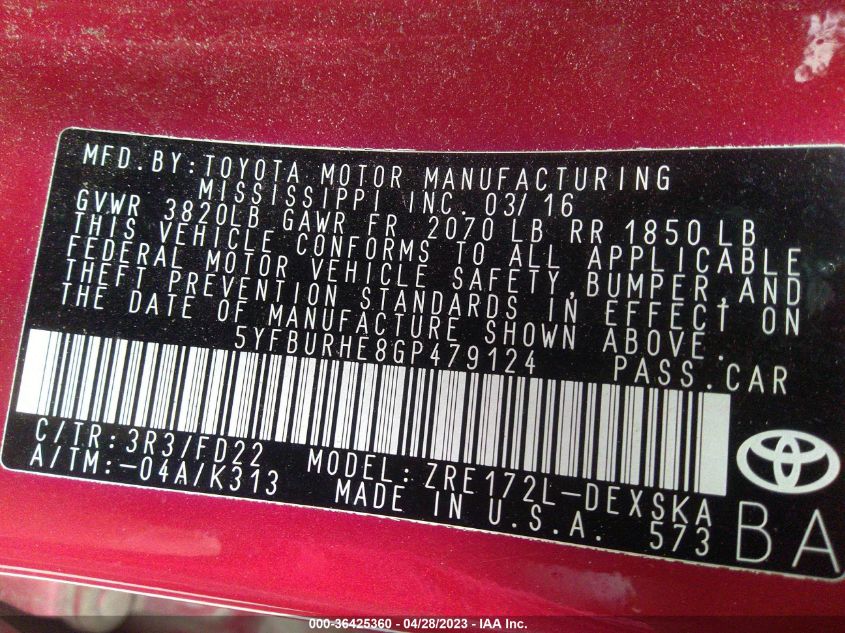 MFD.BY:TOYOTA MOTOR MANUFACTURING
MISSISSIPPI INC. 03/16
GVWR 3820LB GAWR FR 2070 LB RR 1850 LB
THIS VEHICLE CONFORMS TO ALL APPLICABLE
FEDERAL MOTOR VEHICLE SAFETY,BUMPER,AND
THEFT PREVENTION STANDARDS IN EFFECT ON
THE DATE OF MANUFACTURE SHOWN ABOVE.
5YFBURHE8GP479124 PASS.CAR
C/TR:3R3/FD22 MODEL:ZRE172L-DEXSKA
A/TM:-04A/K313 MADE IN U.S.A. 573
BA
000-36425360 - 04/28/2023 - IAA Inc.